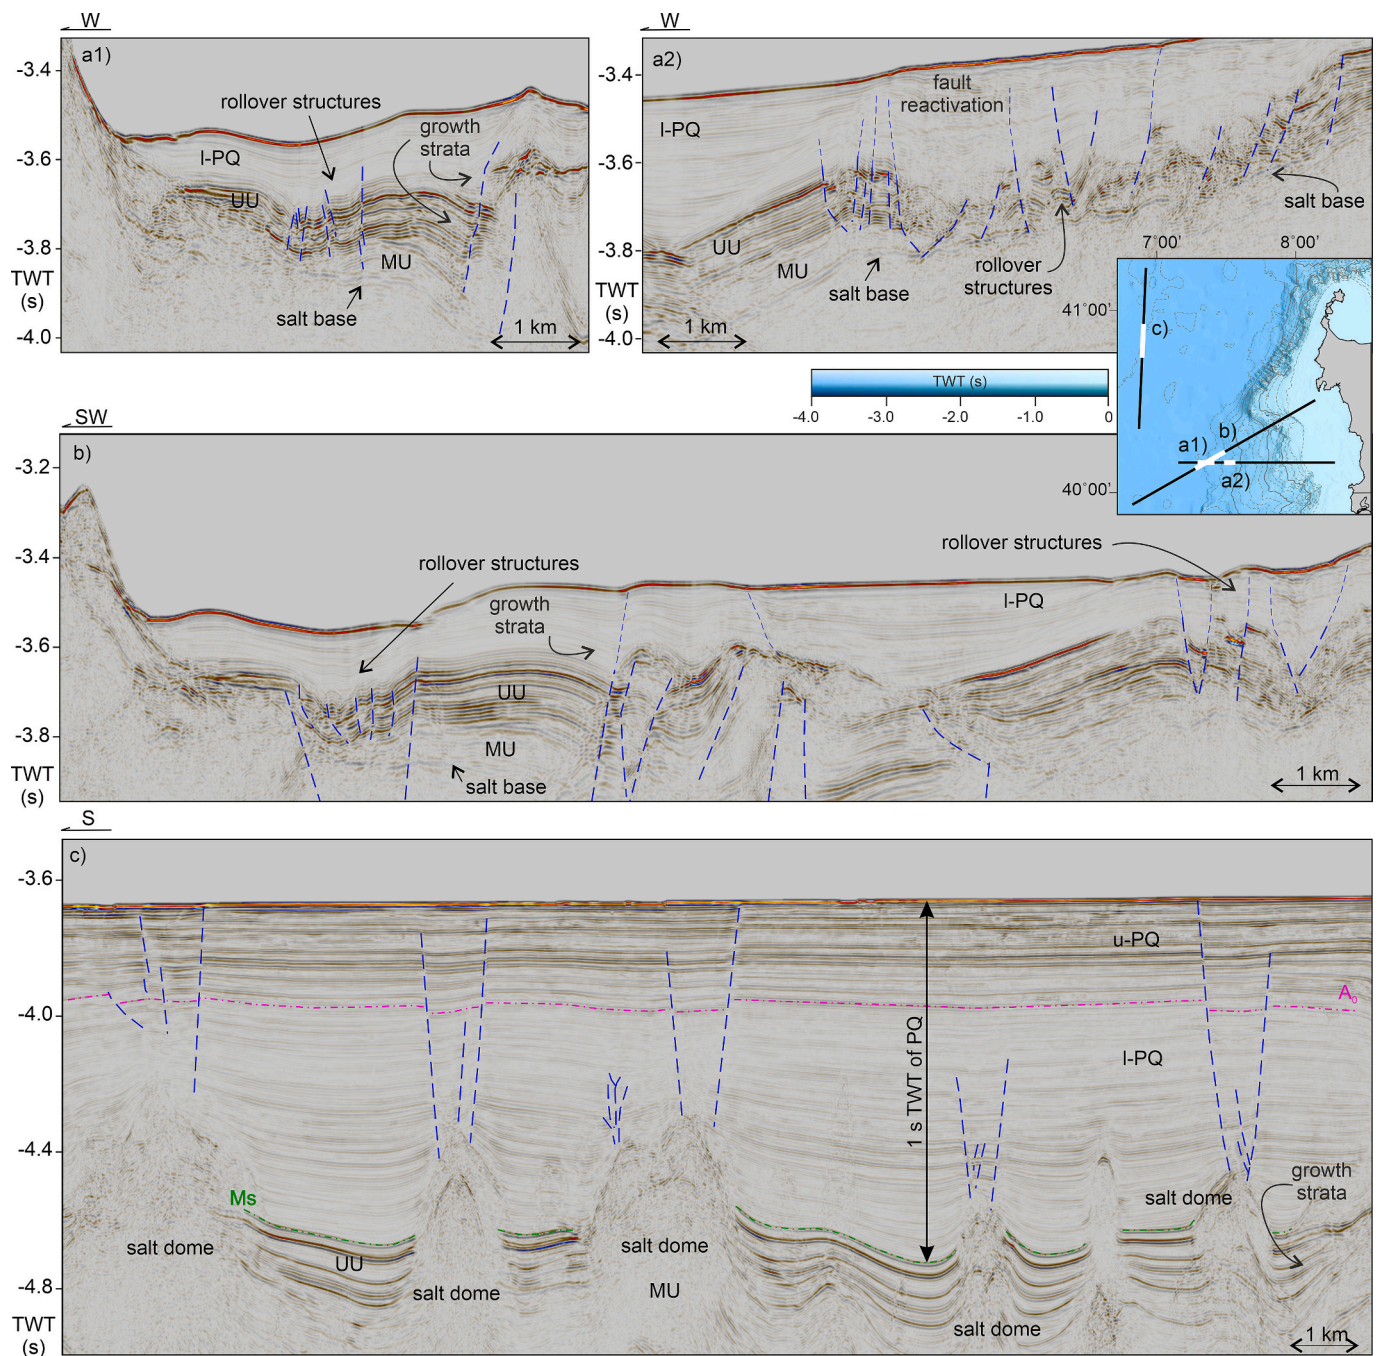 W
a1)
-3.4
-3.6
-3.8
TWT
(s)
-4.0
rollover structures
growth
strata
l-PQ
UU
MU
salt base
1 km
W
a2)
-3.4
-3.6
-3.8
TWT
(s)
-4.0
fault
reactivation
l-PQ
UU
MU
salt base
rollover
structures
salt base
1 km
7°00'
8°00'
41°00'
40°00'
c)
b)
a1)
a2)
TWT (s)
-4.0
-3.0
-2.0
-1.0
0
SW
b)
-3.2
-3.4
-3.6
-3.8
TWT
(s)
rollover structures
growth
strata
rollover structures
l-PQ
UU
MU
salt base
1 km
S
c)
-3.6
-4.0
-4.4
-4.8
TWT
(s)
u-PQ
A₀
l-PQ
1 s TWT of PQ
Ms
UU
salt dome
salt dome
salt dome
MU
salt dome
salt dome
growth
strata
1 km